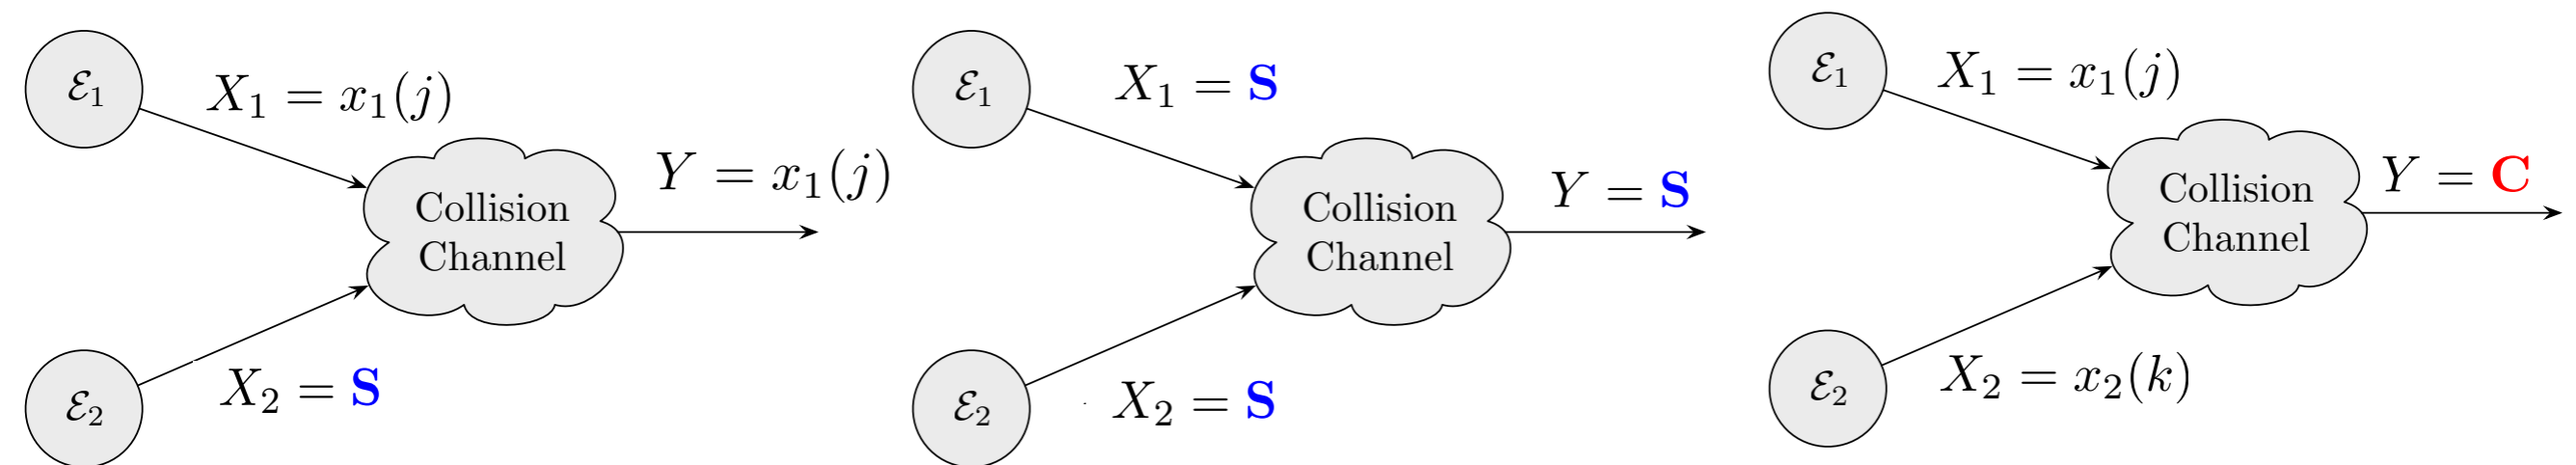 ℰ₁
X₁ = x₁(j)
Collision
Channel
Y = x₁(j)
ℰ₂
X₂ = S
ℰ₁
X₁ = S
Collision
Channel
Y = S
ℰ₂
X₂ = S
ℰ₁
X₁ = x₁(j)
Collision
Channel
Y = C
ℰ₂
X₂ = x₂(k)